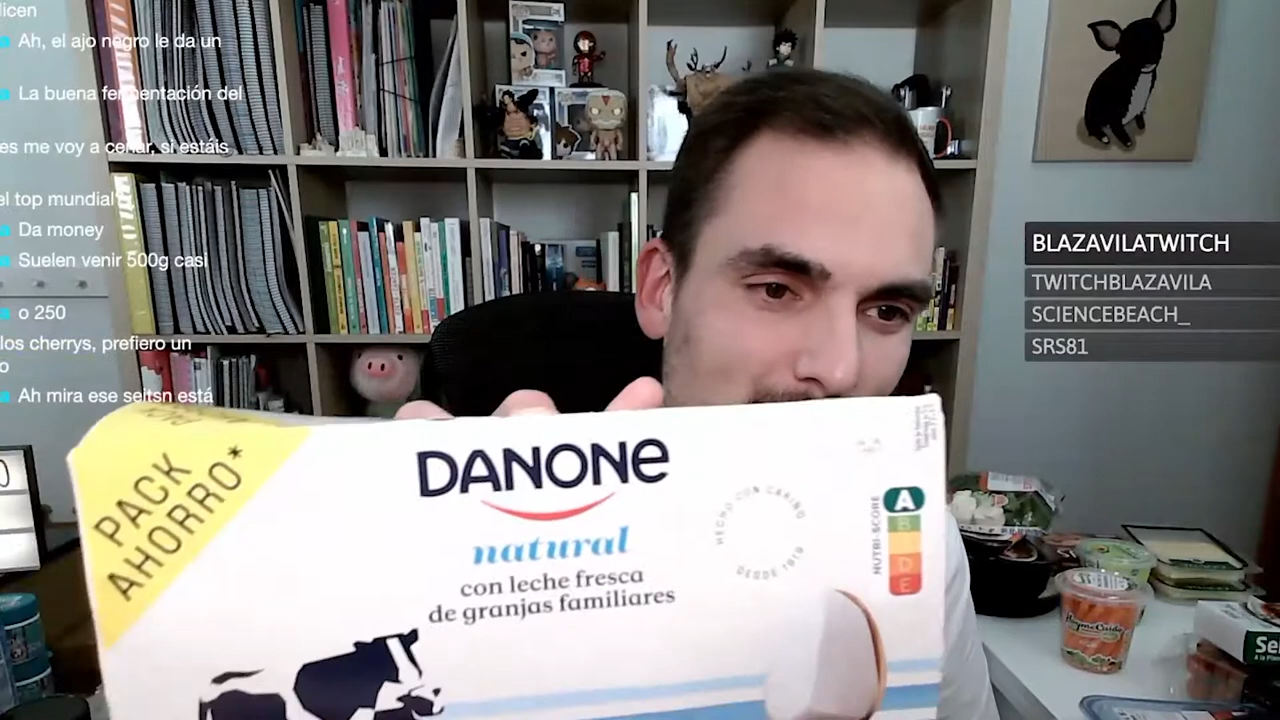 licen
Ah, el ajo negro le da un
La buena fermentación del
es me voy a cenar, si estáis
el top mundial
Da money
Suelen venir 500g casi
o 250
los cherrys, prefiero un
o
Ah mira ese seitsn está
BLAZAVILATWITCH
TWITCHBLAZAVILA
SCIENCEBEACH_
SRS81
PACK
AHORRO*
DANONE
natural
con leche fresca
de granjas familiares
HECHO CON CARIÑO
DESDE 1919
NUTRI-SCORE
A
B
D
E